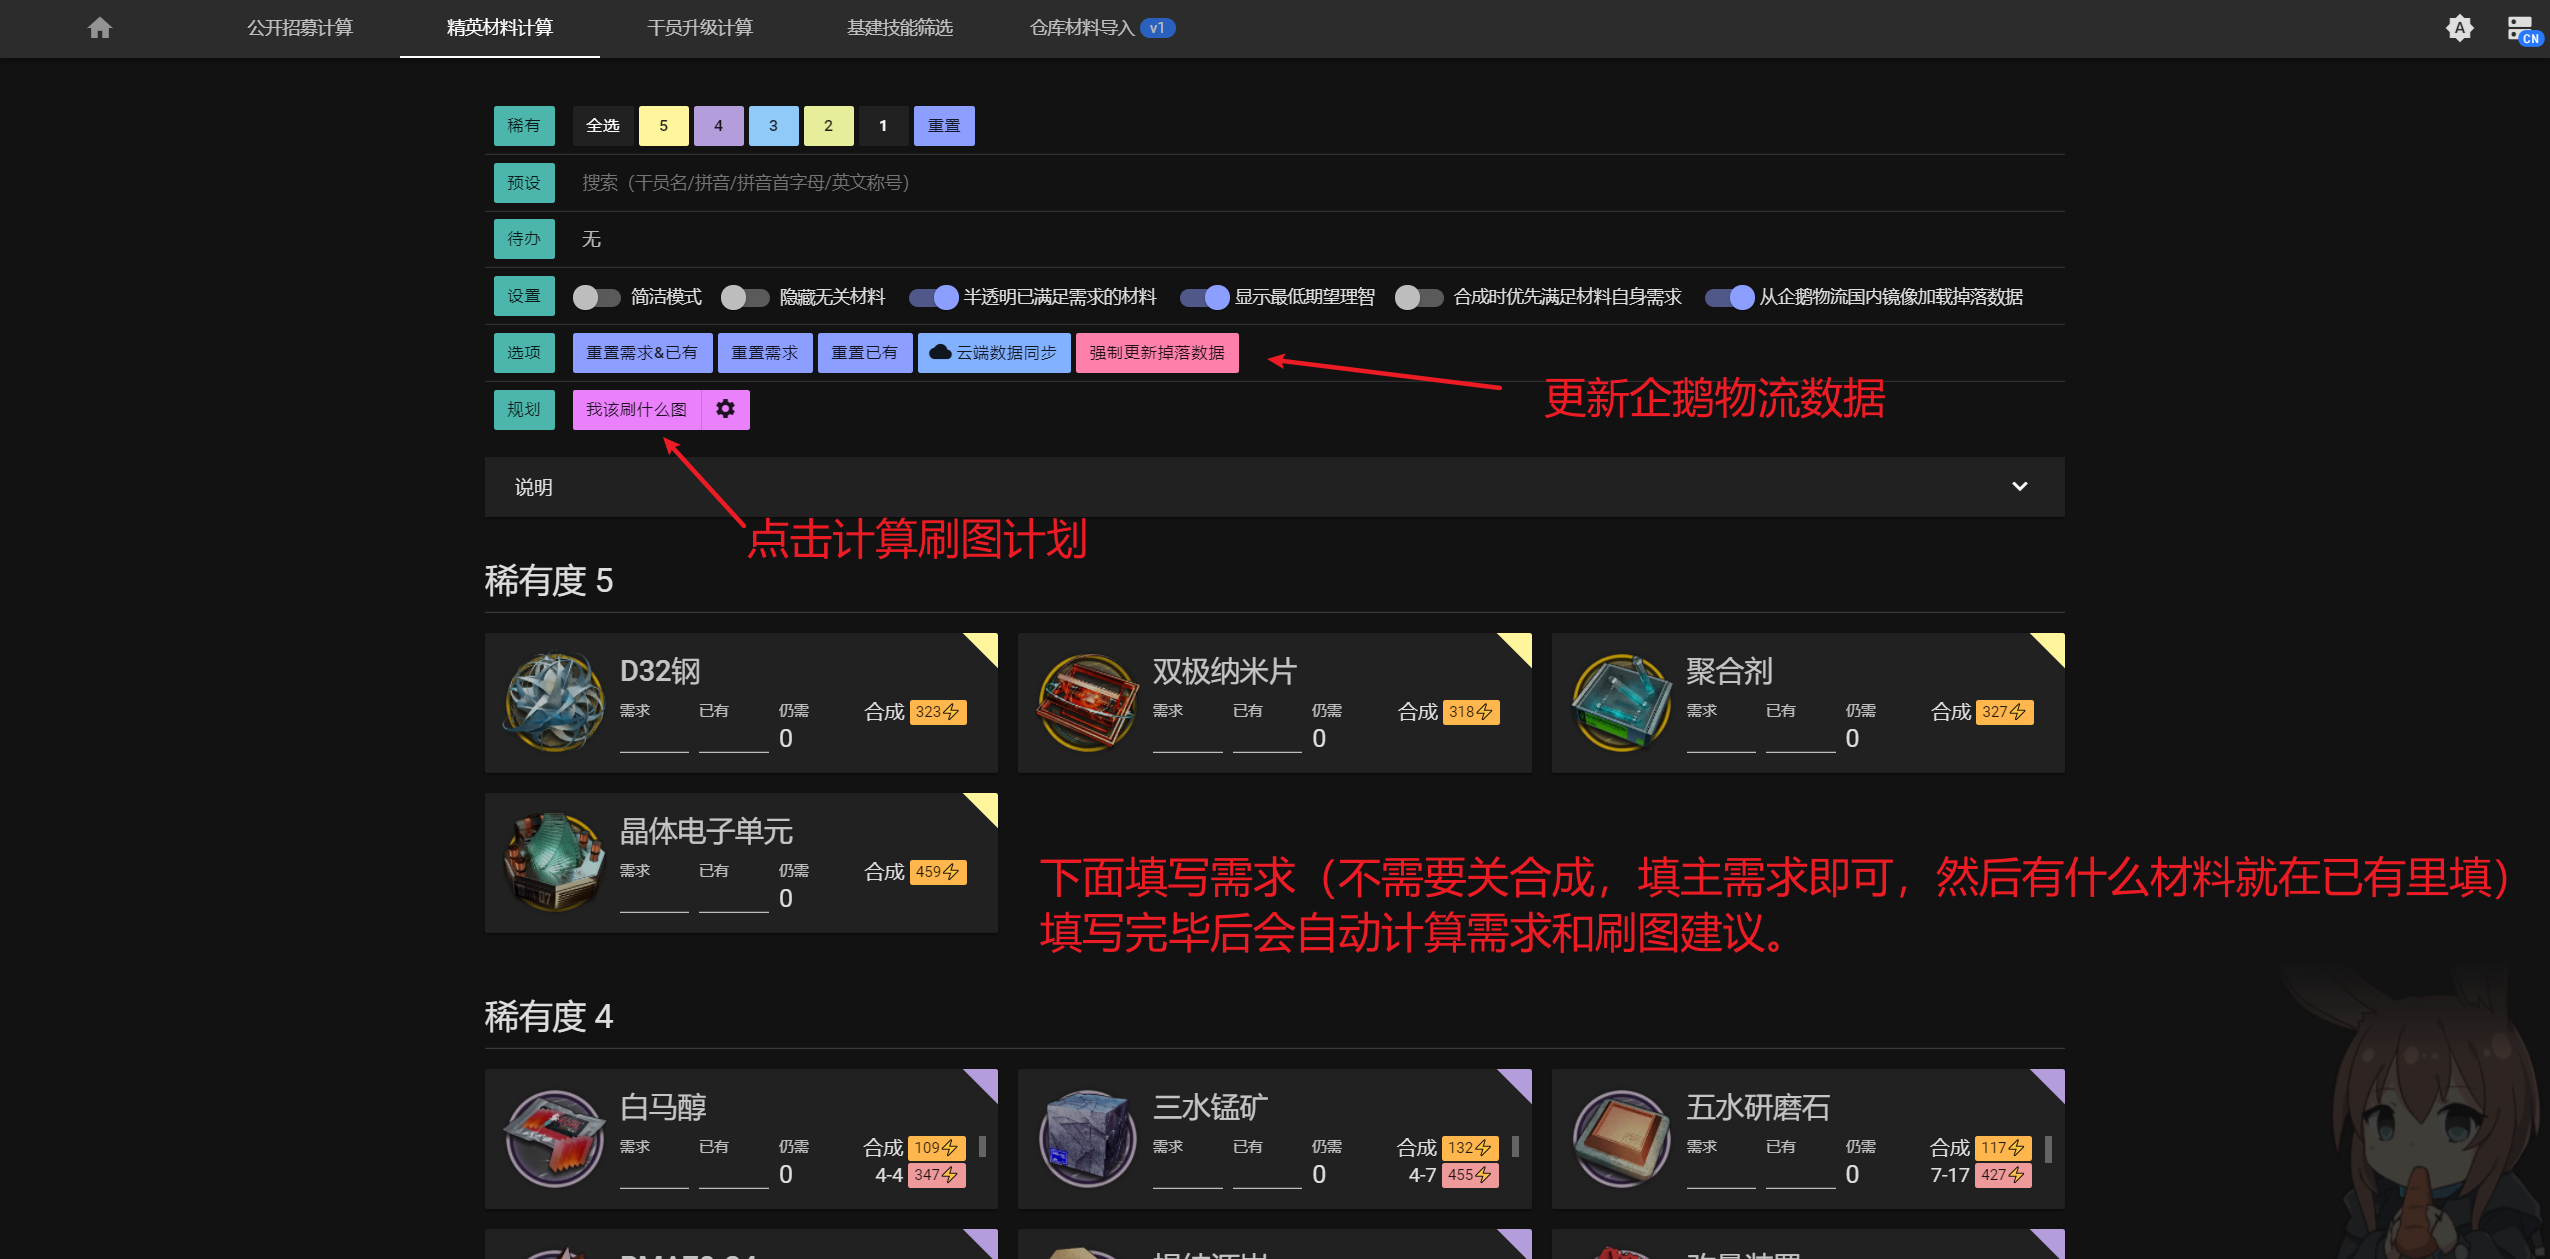 公开招募计算 精英材料计算 干员升级计算 基建技能筛选 仓库材料导入 v1 A CN
稀有 全选 5 4 3 2 1 重置
预设 搜索（干员名/拼音/拼音首字母/英文称号）
待办 无
设置 简洁模式 隐藏无关材料 半透明已满足需求的材料 显示最低期望理智 合成时优先满足材料自身需求 从企鹅物流国内镜像加载掉落数据
选项 重置需求&已有 重置需求 重置已有 云端数据同步 强制更新掉落数据
更新企鹅物流数据
规划 我该刷什么图
说明
点击计算刷图计划
稀有度 5
D32钢 双极纳米片 聚合剂
需求 已有 仍需 合成 323 需求 已有 仍需 合成 318 需求 已有 仍需 合成 327
0 0 0
晶体电子单元
需求 已有 仍需 合成 459
0
下面填写需求（不需要关合成，填主需求即可，然后有什么材料就在已有里填）
填写完毕后会自动计算需求和刷图建议。
稀有度 4
白马醇 三水锰矿 五水研磨石
需求 已有 仍需 合成 109 需求 已有 仍需 合成 132 需求 已有 仍需 合成 117
0 4-4 347 0 4-7 455 0 7-17 427